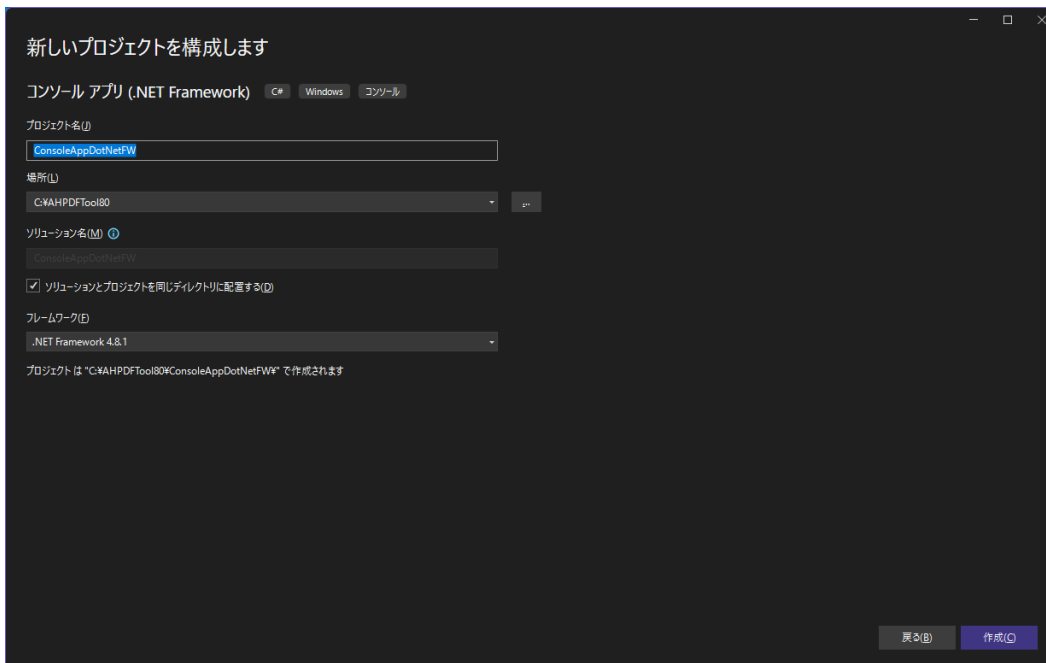 新しいプロジェクトを構成します
コンソール アプリ (.NET Framework) C# Windows コンソール
プロジェクト名(J)
ConsoleAppDotNetFW
場所(L)
C:¥AHPDFTool80
...
ソリューション名(M)
ConsoleAppDotNetFW
ソリューションとプロジェクトを同じディレクトリに配置する(D)
フレームワーク(F)
.NET Framework 4.8.1
プロジェクト は "C:¥AHPDFTool80¥ConsoleAppDotNetFW¥" で作成されます
戻る(B) 作成(C)